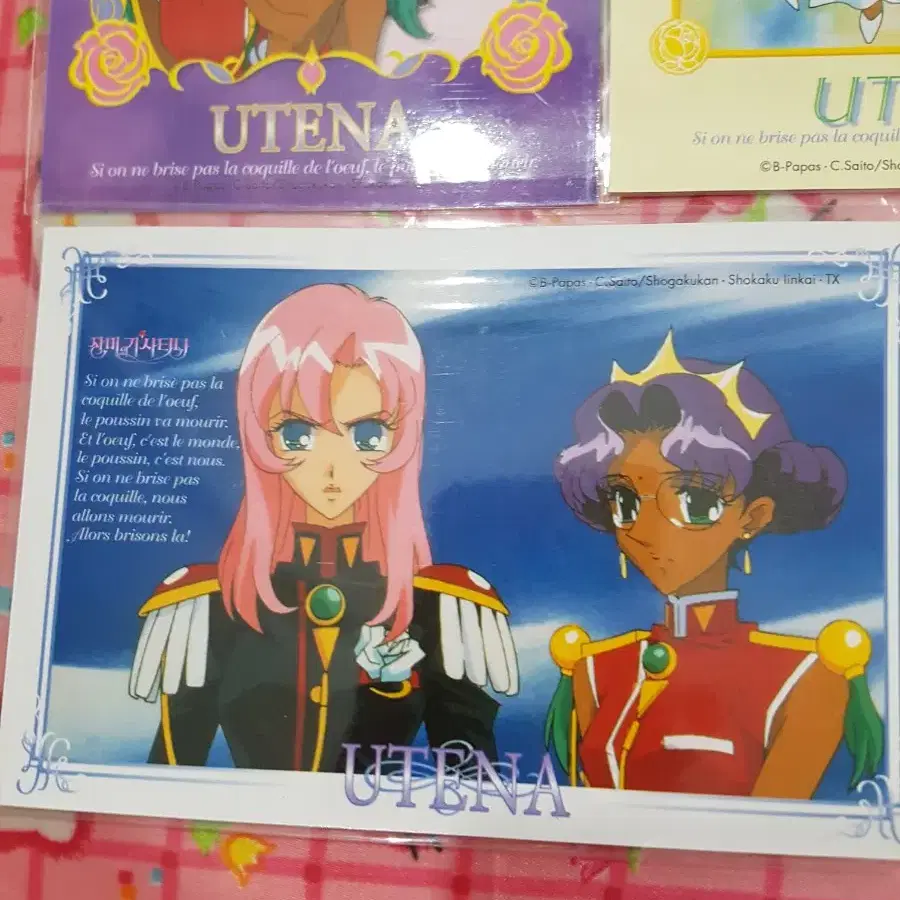 UTENA
Si on ne brise pas la coquille de l'oeuf, le
UT
Si on ne brise pas la coquil
©B-Papas · C.Saito/Sho
©B-Papas · C.Saito/Shogakukan · Shokaku Iinkai · TX
장미의 기사 티나
Si on ne brise pas la
coquille de l'oeuf,
le poussin va mourir.
Et l'oeuf, c'est le monde,
le poussin, c'est nous.
Si on ne brise pas
la coquille, nous
allons mourir.
Alors brisons la!
UTENA